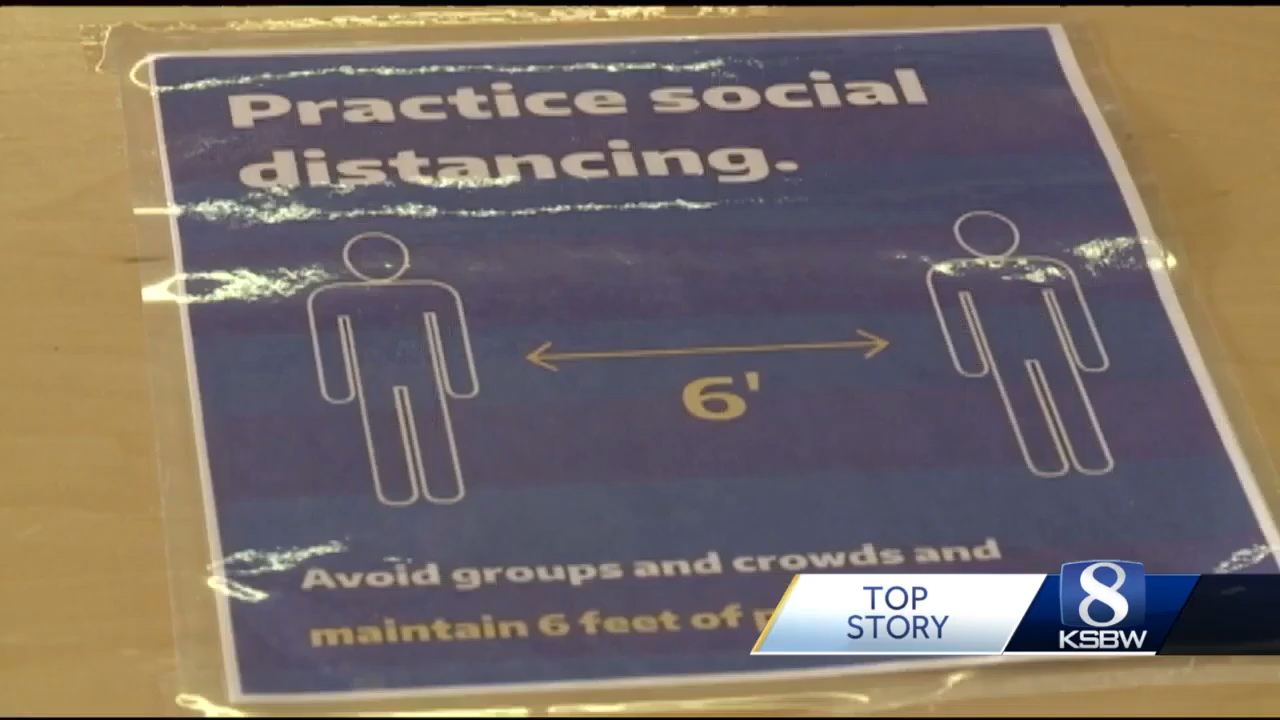 Practice social
distancing.
6'
Avoid groups and crowds and
maintain 6 feet of
TOP
STORY
8
KSBW